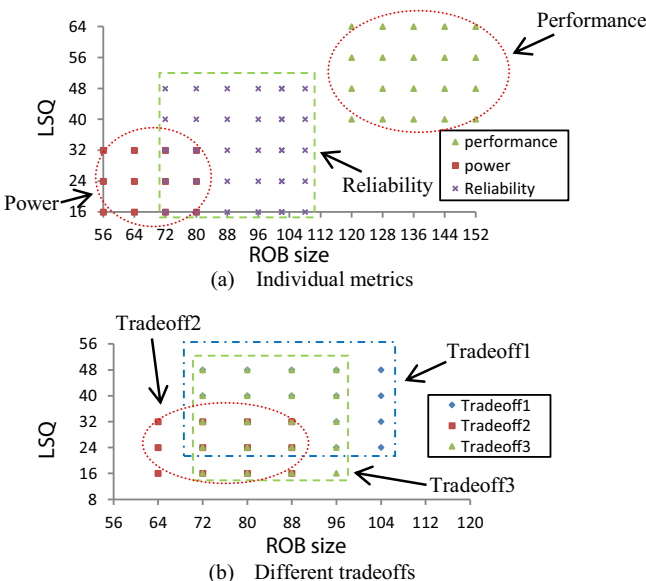 64
56
48
40
32
24
16
LSQ
56 64 72 80 88 96 104 112 120 128 136 144 152
ROB size
Performance
performance
power
Reliability
Reliability
Power
(a) Individual metrics
Tradeoff2
56
48
40
32
24
16
8
LSQ
56 64 72 80 88 96 104 112 120
ROB size
Tradeoff1
Tradeoff1
Tradeoff2
Tradeoff3
Tradeoff3
(b) Different tradeoffs